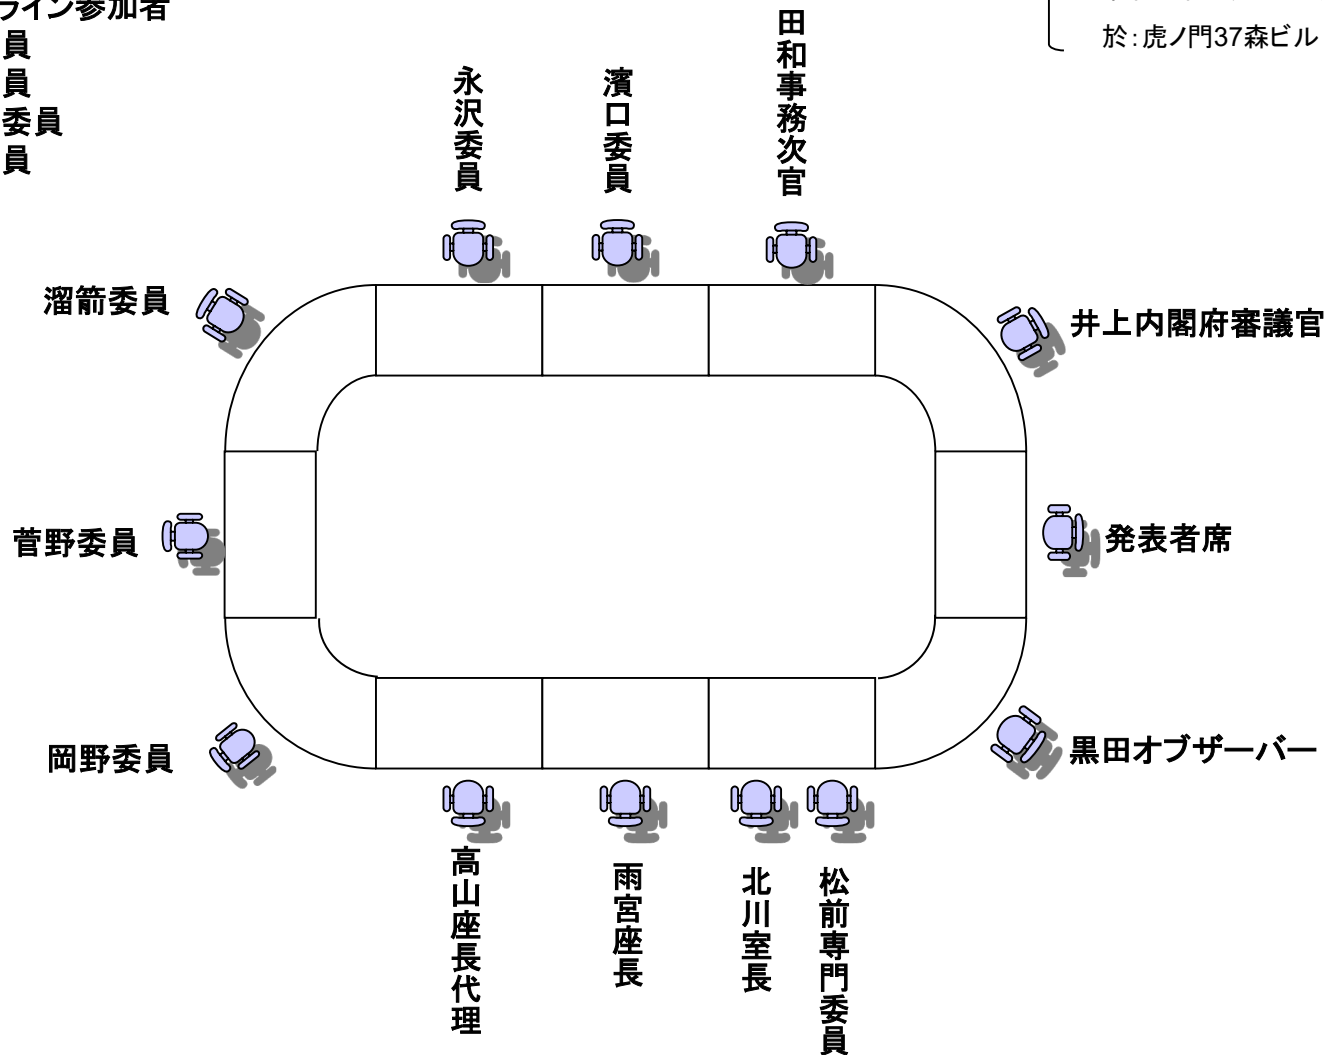 ライン参加者
員
員
委員
員
於：虎ノ門37森ビル
永沢委員
濱口委員
田和事務次官
溜箭委員
井上内閣府審議官
菅野委員
発表者席
岡野委員
黒田オブザーバー
高山座長代理
雨宮座長
北川室長
松前専門委員